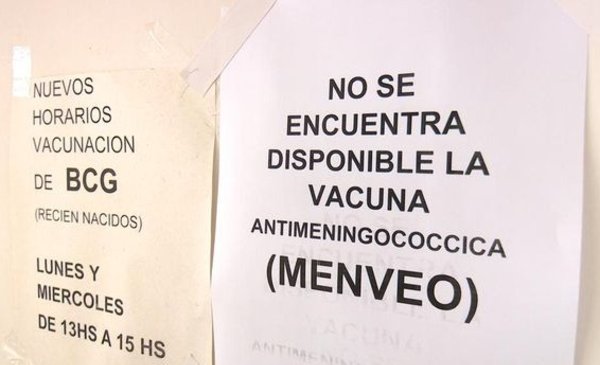 NUEVOS
HORARIOS
VACUNACION
DE BCG
(RECIEN NACIDOS)
LUNES Y
MIERCOLES
DE 13HS A 15 HS
NO SE
ENCUENTRA
DISPONIBLE LA
VACUNA
ANTIMENINGOCOCCICA
(MENVEO)